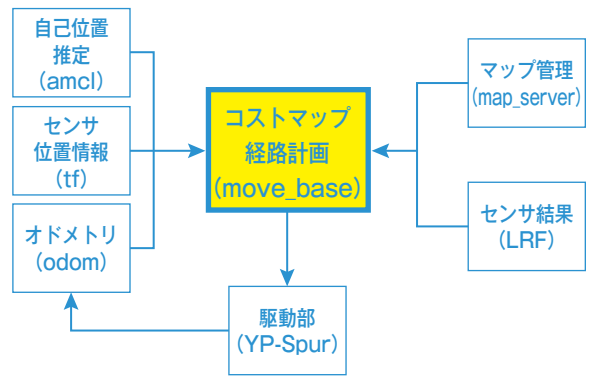 自己位置
推定
（amcl）
センサ
位置情報
（tf）
オドメトリ
（odom）
コストマップ
経路計画
（move_base）
マップ管理
（map_server）
センサ結果
（LRF）
駆動部
（YP-Spur）